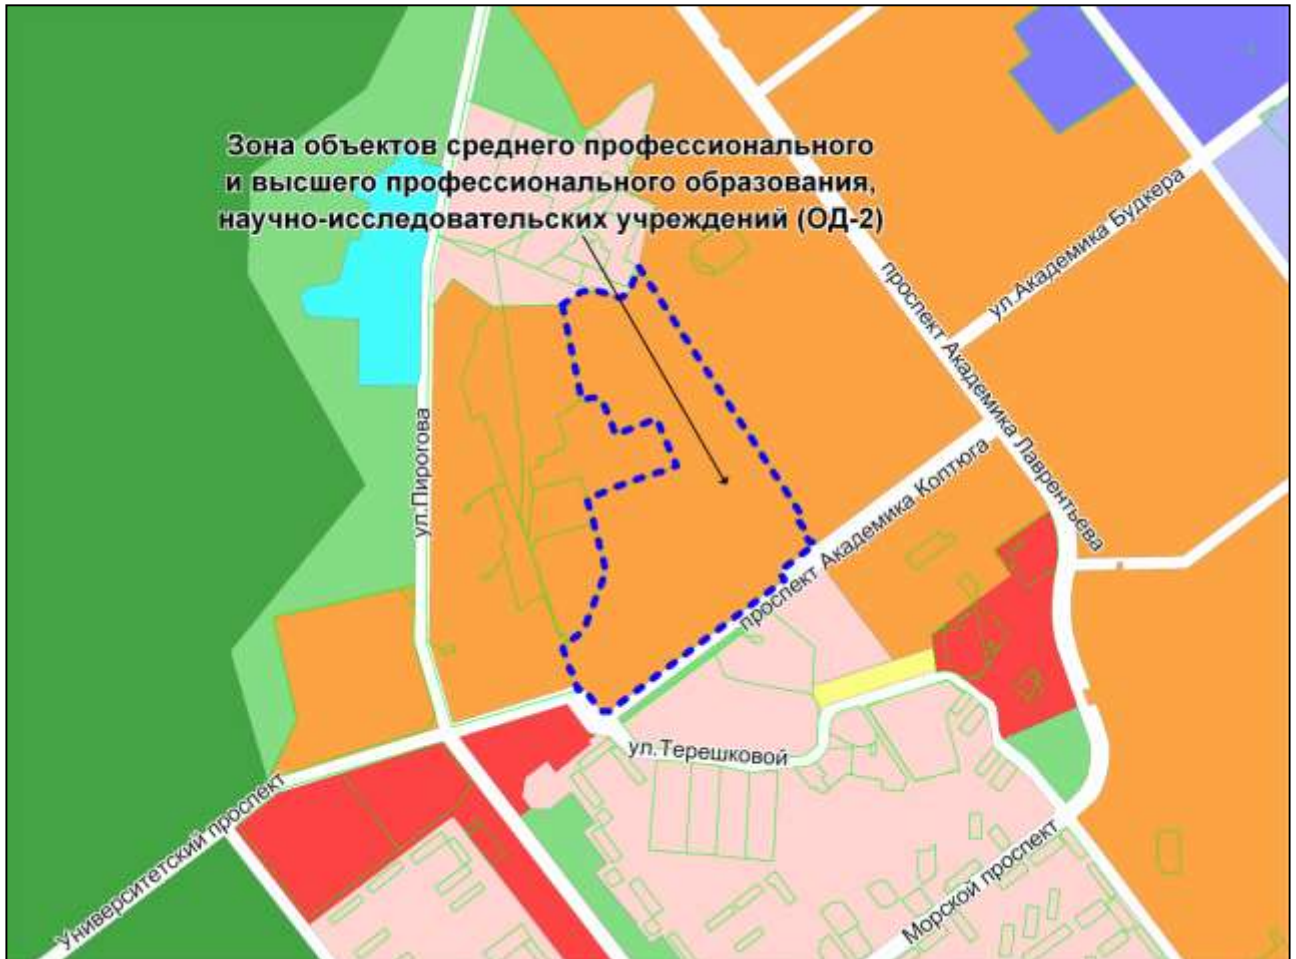 Зона объектов среднего профессионального
и высшего профессионального образования,
научно-исследовательских учреждений (ОД-2)
ул.Академика Будкера
проспект Академика Лаврентьева
проспект Академика Коптюга
ул.Пирогова
ул.Терешковой
Университетский проспект
Морской проспект